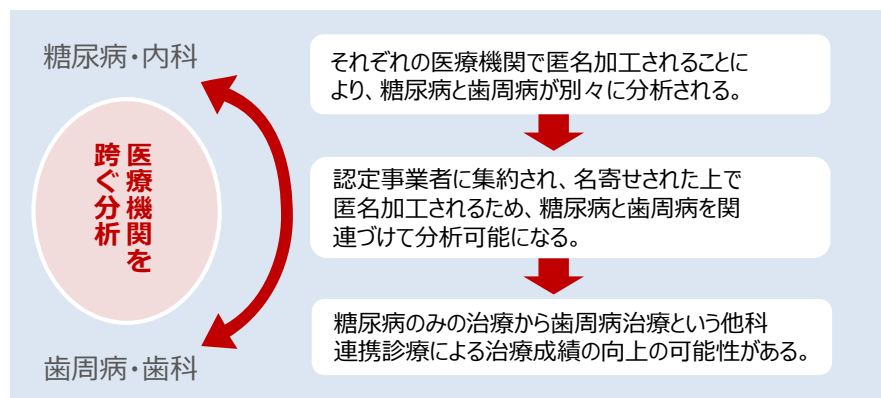 糖尿病・内科
医療機関を
跨ぐ分析
歯周病・歯科
それぞれの医療機関で匿名加工されることに
より、糖尿病と歯周病が別々に分析される。
認定事業者に集約され、名寄せされた上で
匿名加工されるため、糖尿病と歯周病を関
連づけて分析可能になる。
糖尿病のみの治療から歯周病治療という他科
連携診療による治療成績の向上の可能性がある。